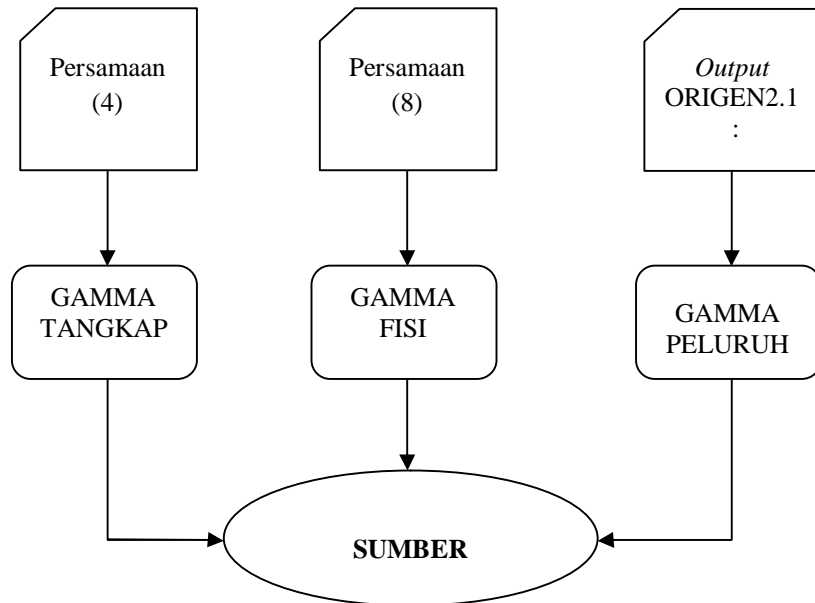 Persamaan
(4)
Persamaan
(8)
Output
ORIGEN2.1
:
GAMMA
TANGKAP
GAMMA
FISI
GAMMA
PELURUH
SUMBER